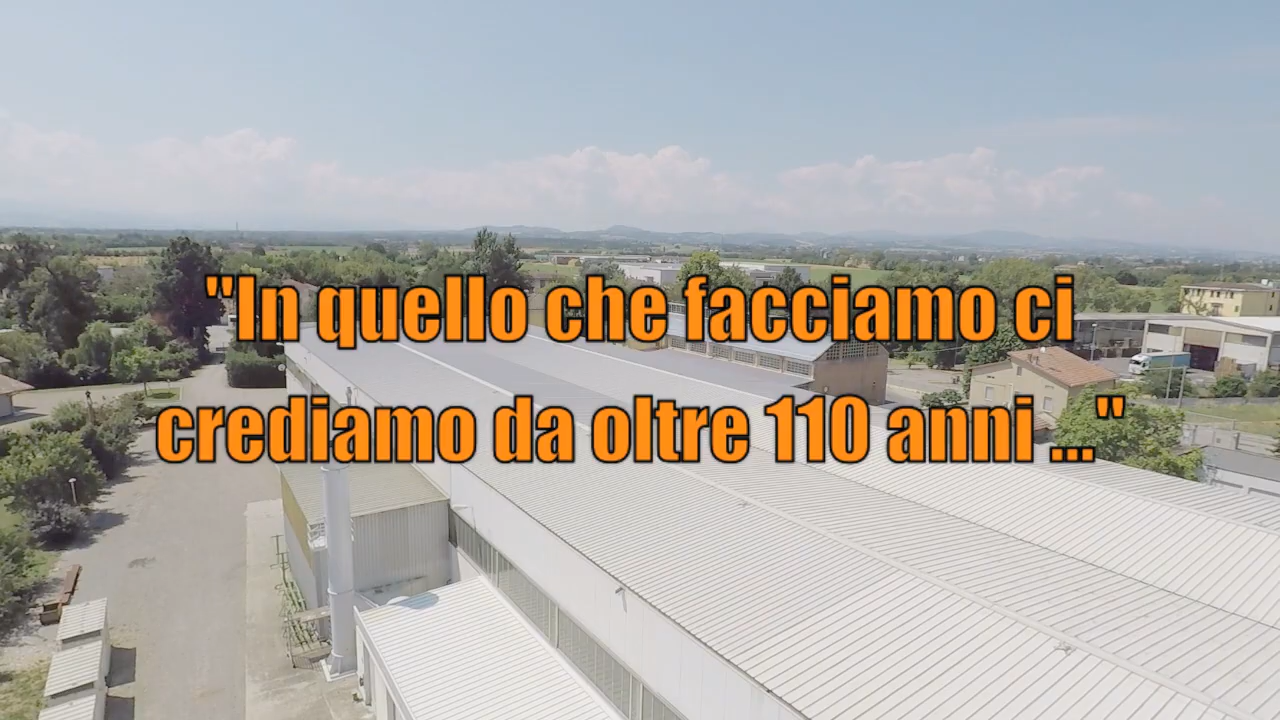 "In quello che facciamo ci
crediamo da oltre 110 anni ..."